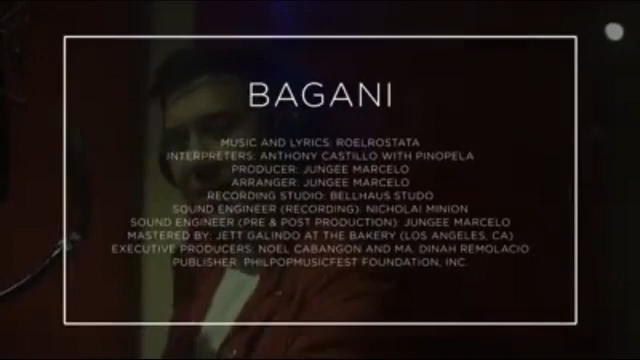 BAGANI
MUSIC AND LYRICS: ROELROSTATA
INTERPRETERS: ANTHONY CASTILLO WITH PINOPELA
PRODUCER: JUNGEE MARCELO
ARRANGER: JUNGEE MARCELO
RECORDING STUDIO: BELLHAUS STUDO
SOUND ENGINEER (RECORDING): NICHOLAI MINION
SOUND ENGINEER (PRE & POST PRODUCTION): JUNGEE MARCELO
MASTERED BY: JETT GALINDO AT THE BAKERY (LOS ANGELES, CA)
EXECUTIVE PRODUCERS: NOEL CABANGON AND MA. DINAH REMOLACIO
PUBLISHER: PHILPOPMUSICFEST FOUNDATION, INC.